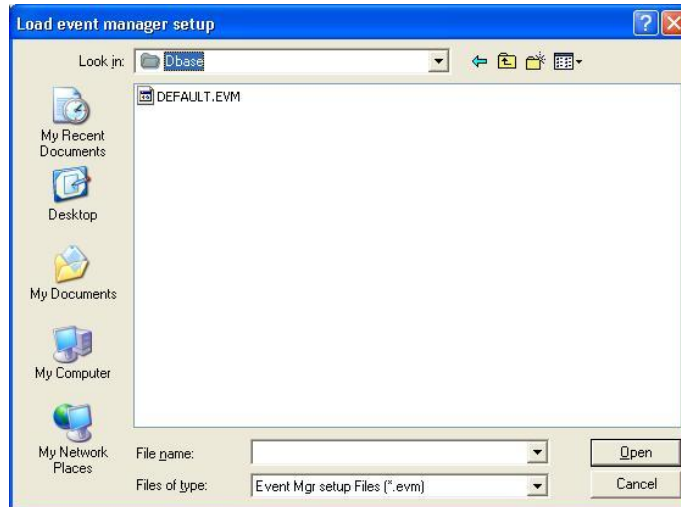 Load event manager setup
Look in:
Dbase
DEFAULT.EVM
My Recent
Documents
Desktop
My Documents
My Computer
My Network
Places
File name:
Open
Files of type:
Event Mgr setup Files (*.evm)
Cancel